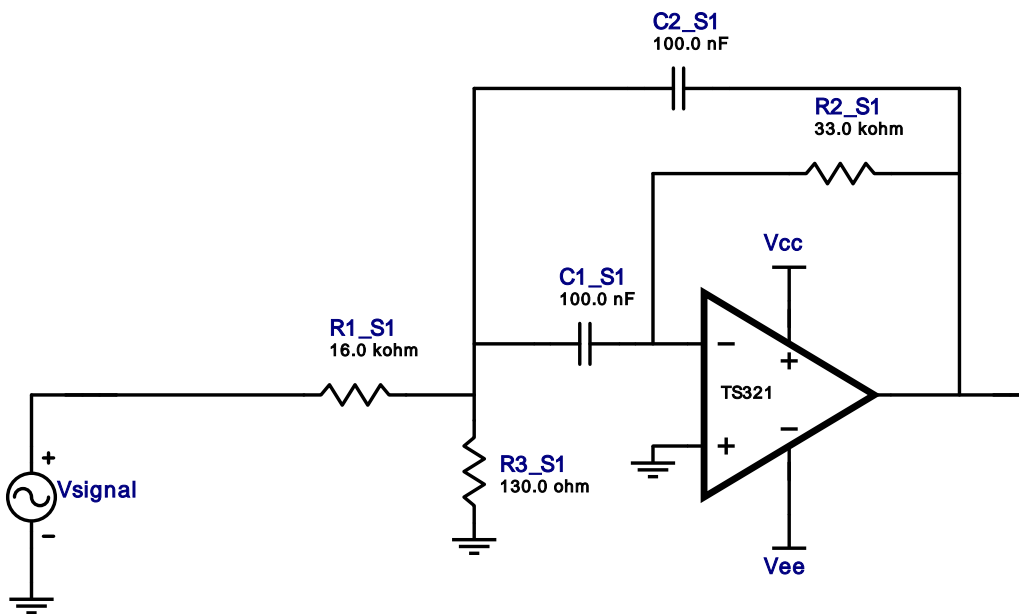 C2_S1
100.0 nF
R2_S1
33.0 kohm
Vcc
C1_S1
100.0 nF
R1_S1
16.0 kohm
−
+
TS321
−
+
+
R3_S1
130.0 ohm
Vsignal
−
Vee